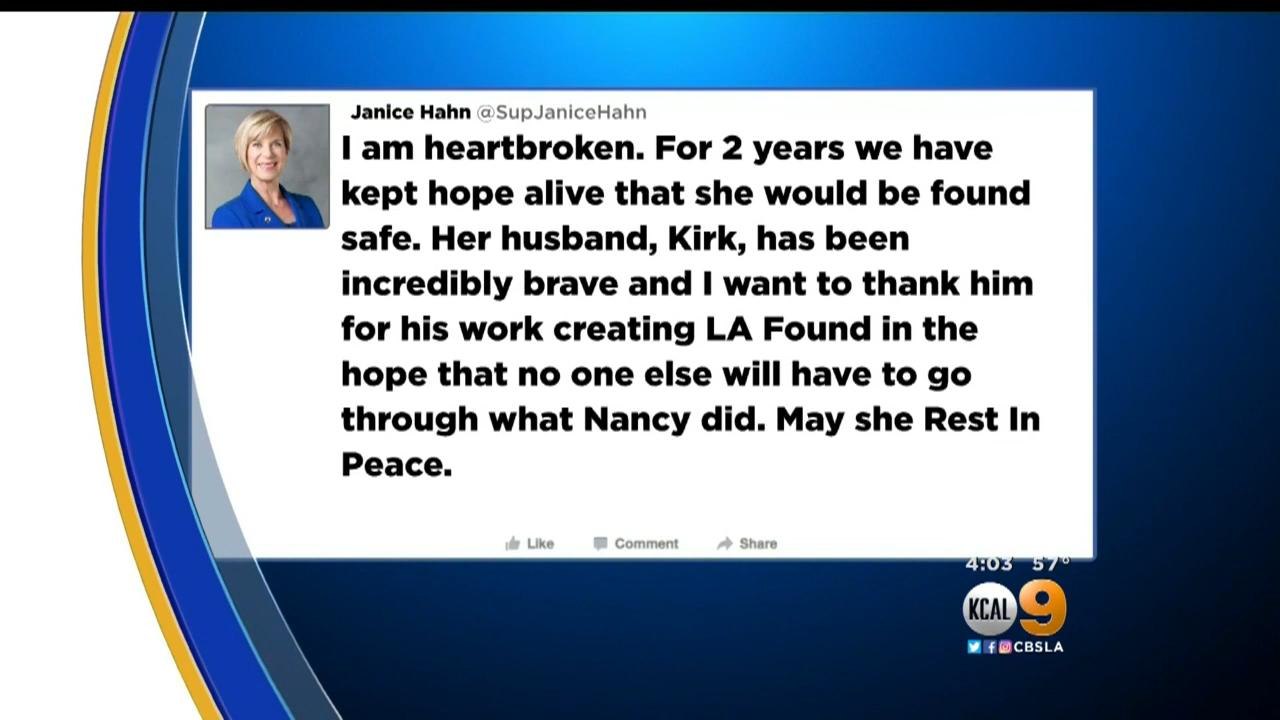 Janice Hahn @SupJaniceHahn
I am heartbroken. For 2 years we have
kept hope alive that she would be found
safe. Her husband, Kirk, has been
incredibly brave and I want to thank him
for his work creating LA Found in the
hope that no one else will have to go
through what Nancy did. May she Rest In
Peace.
Like Comment Share
4:03 57°
KCAL 9
CBSLA